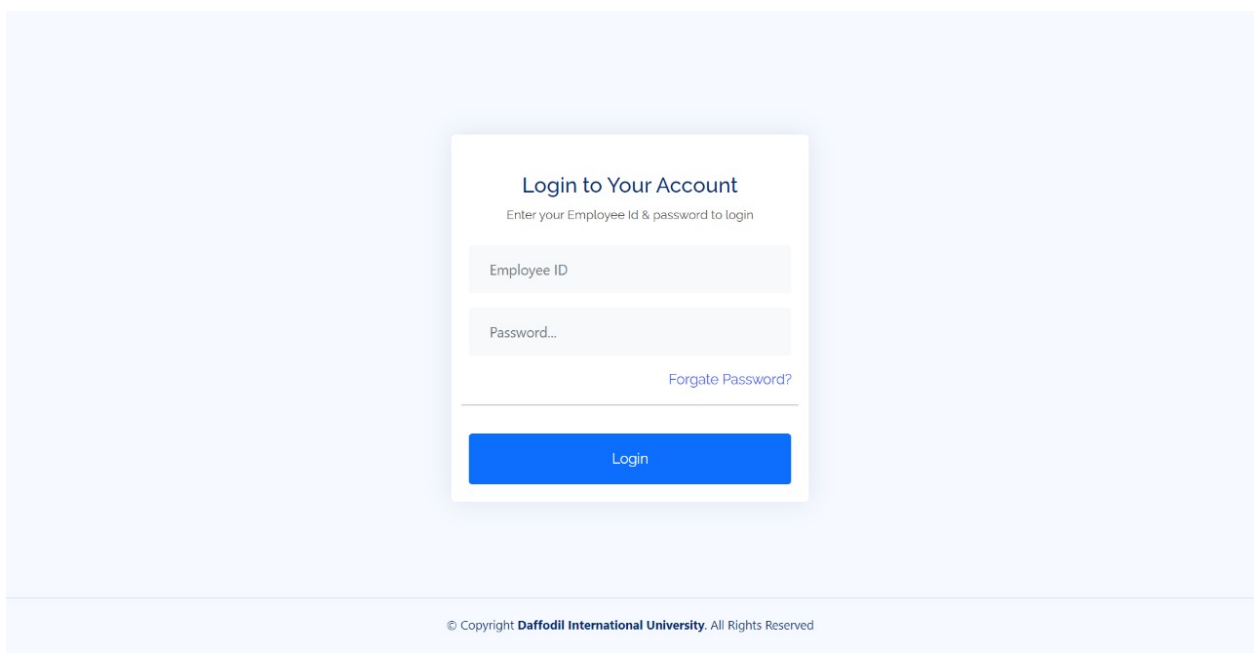 Login to Your Account
Enter your Employee Id & password to login
Employee ID
Password...
Forgate Password?
Login
© Copyright Daffodil International University. All Rights Reserved